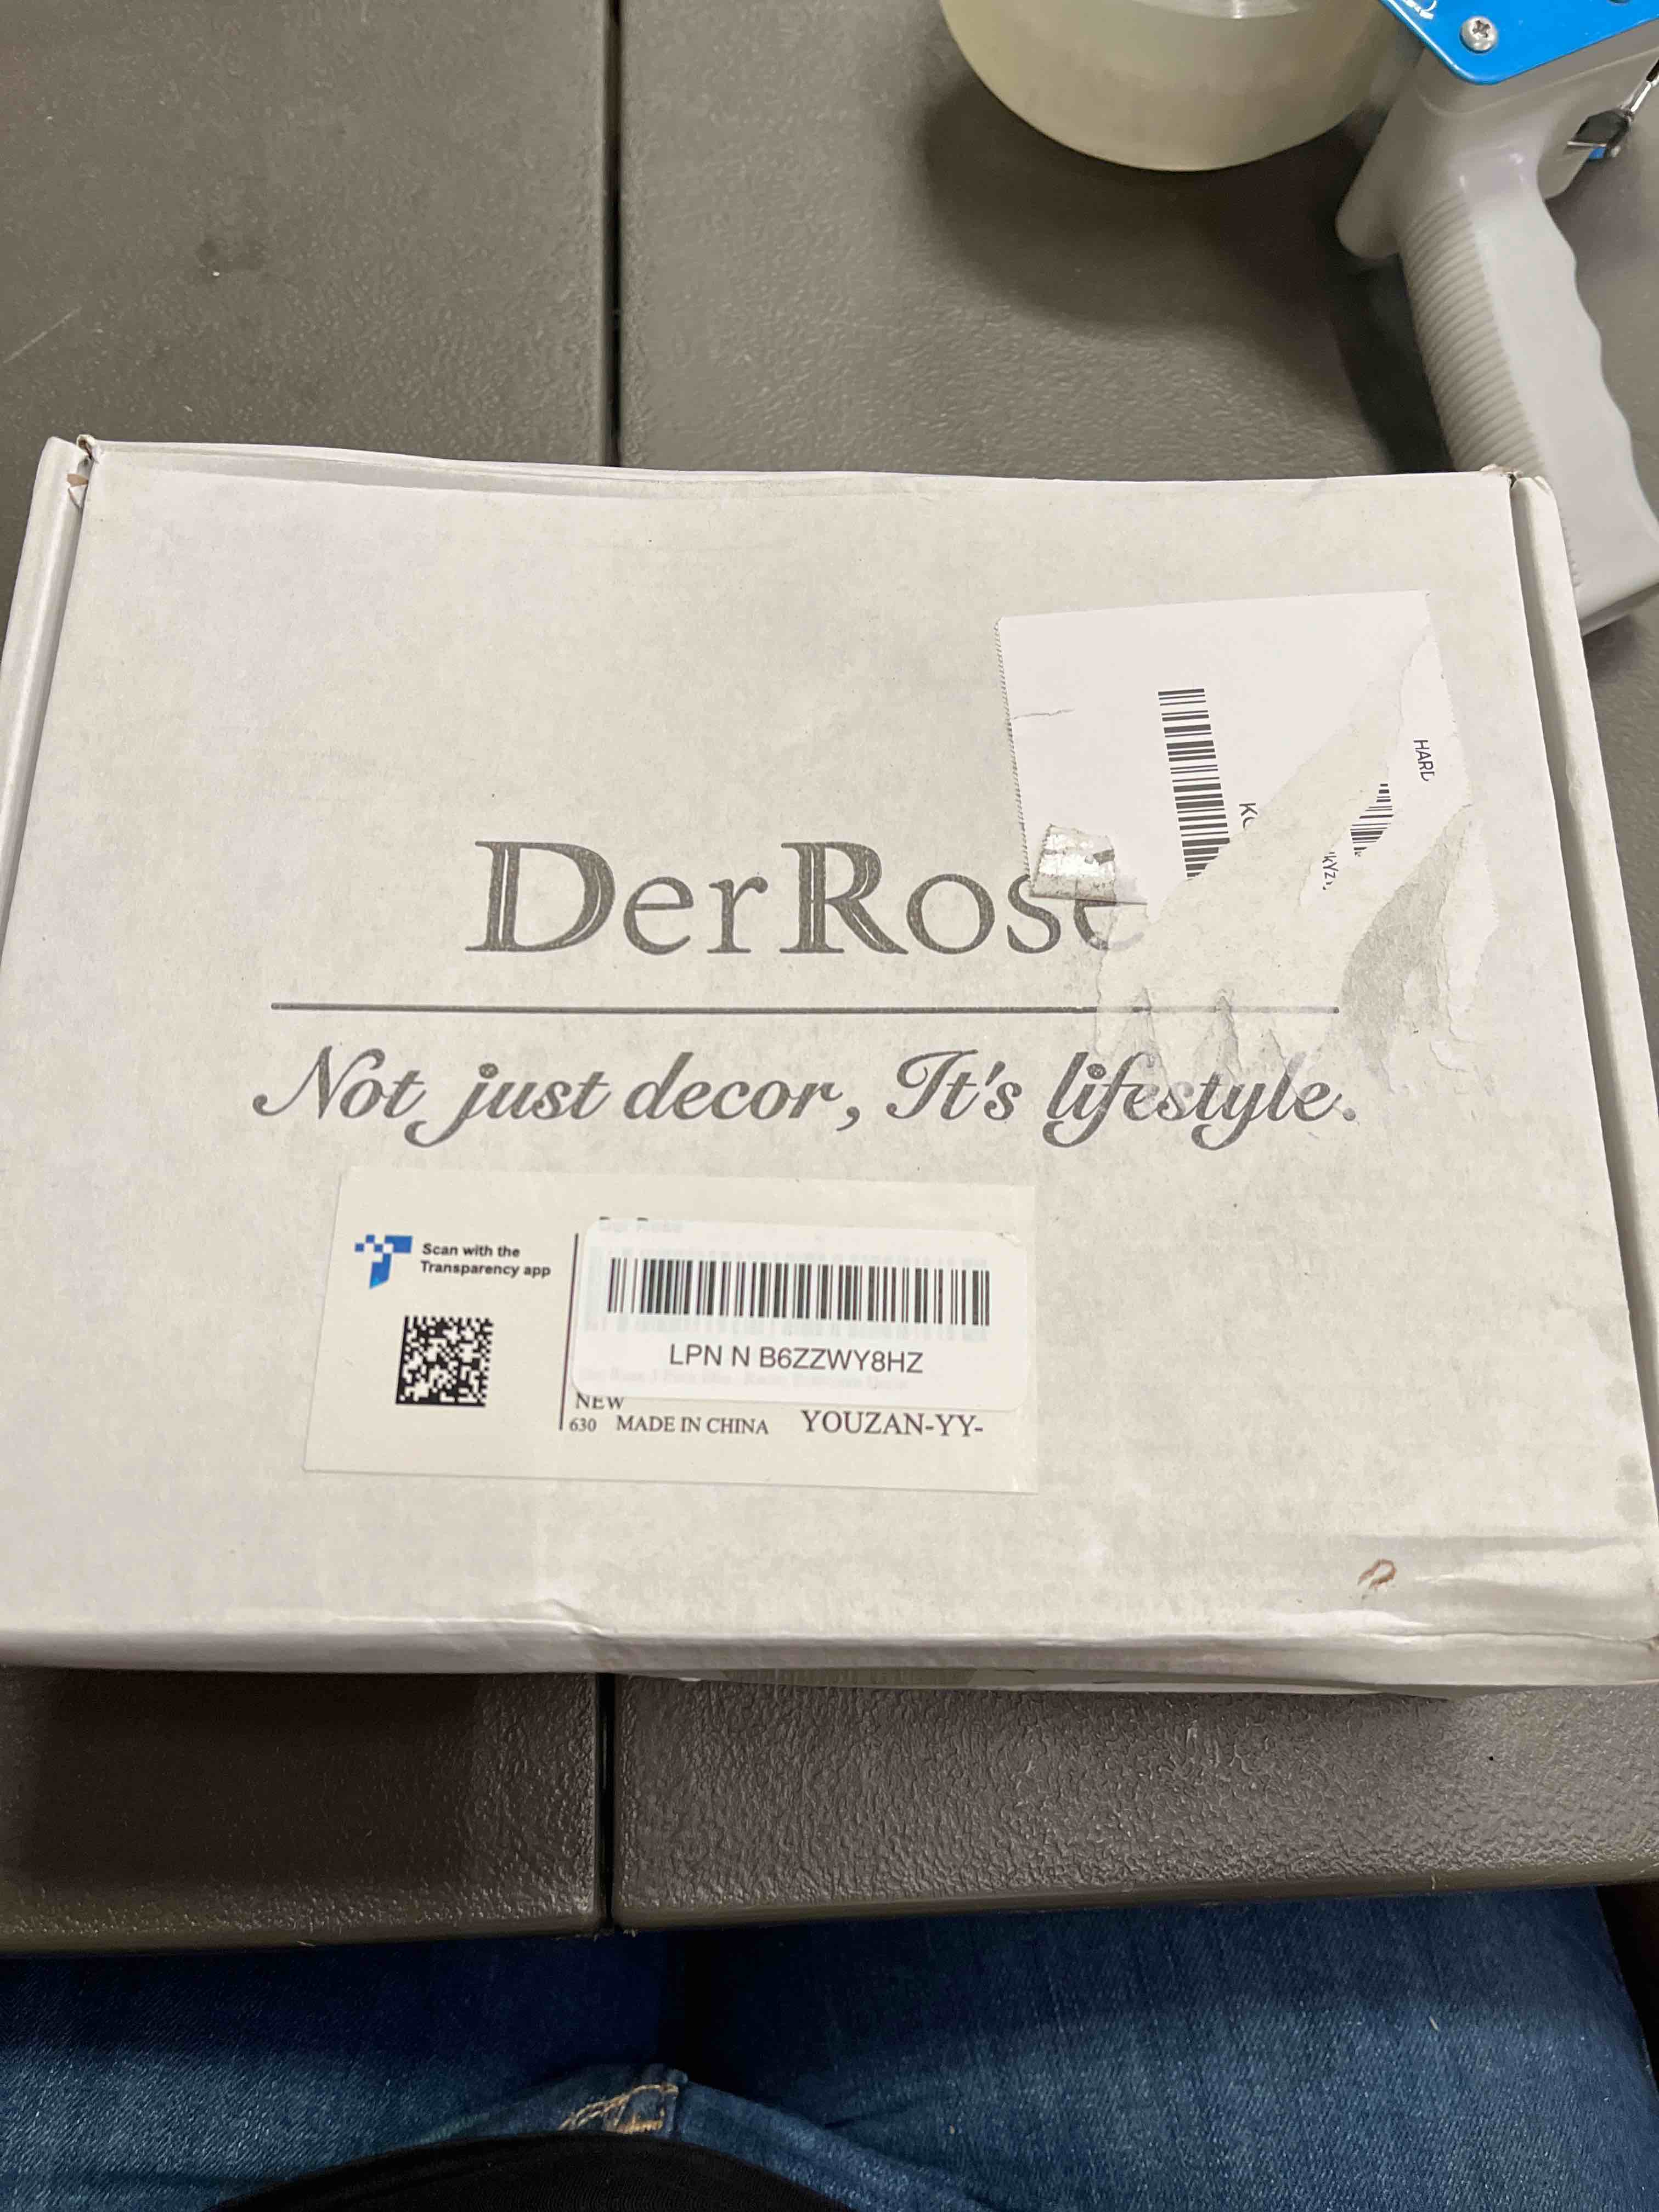 HARD
DerRose
Not just decor, It's lifestyle.
Scan with the
Transparency app
LPN N B6ZZWY8HZ
NEW
630 MADE IN CHINA YOUZAN-YY-